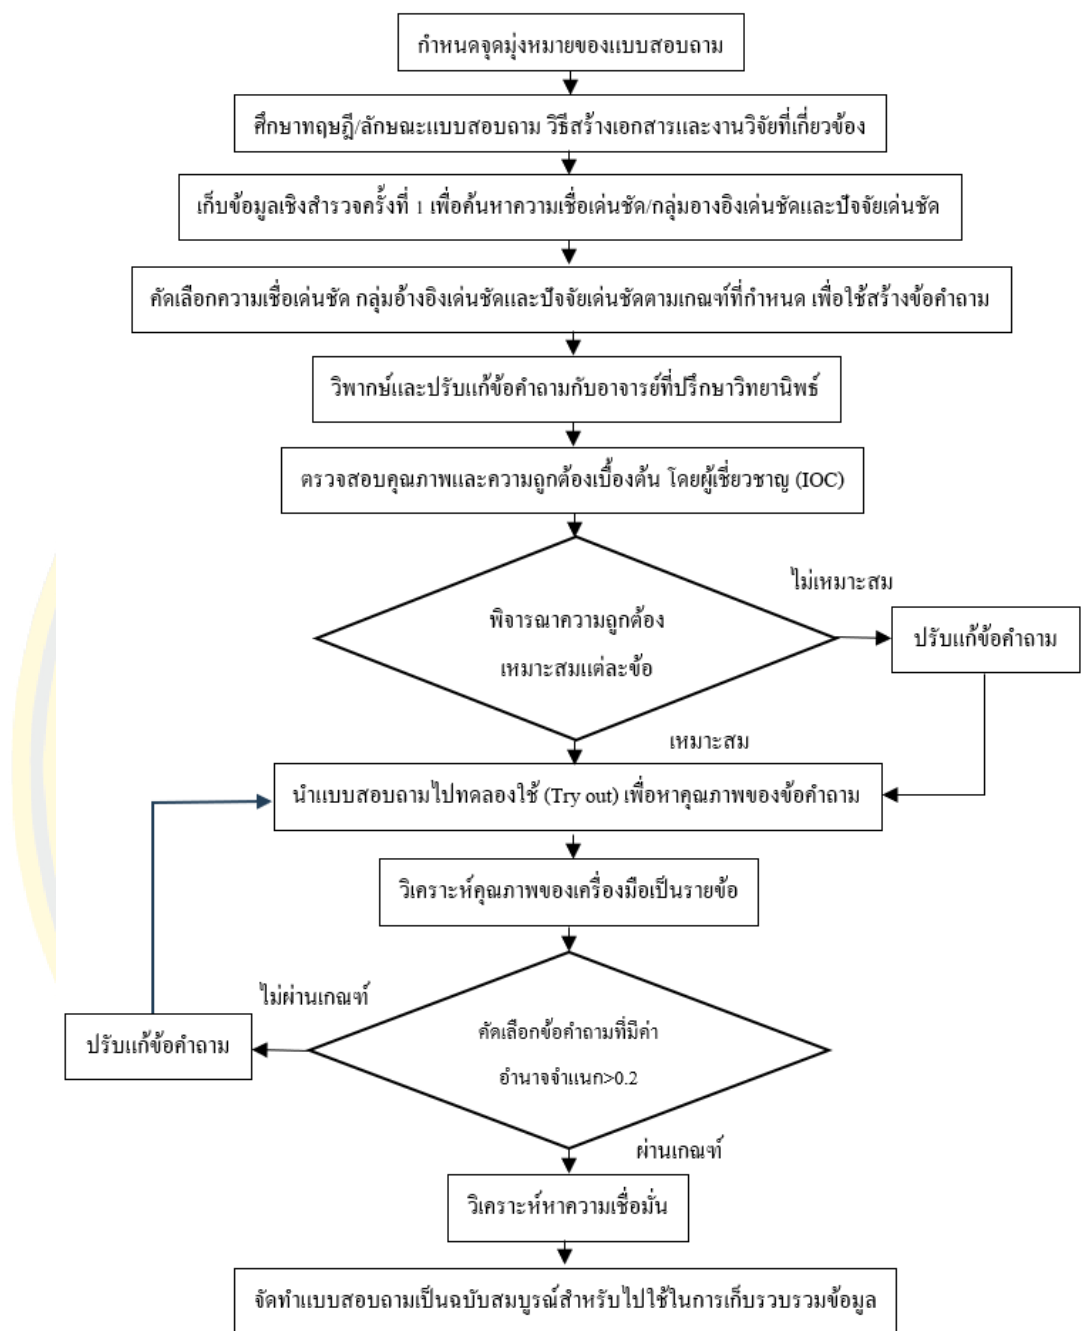 กำหนดจุดมุ่งหมายของแบบสอบถาม
ศึกษาทฤษฎี/ลักษณะแบบสอบถาม วิธีสร้างเอกสารและงานวิจัยที่เกี่ยวข้อง
เก็บข้อมูลเชิงสำรวจครั้งที่ 1 เพื่อค้นหาความเชื่อเด่นชัด/กลุ่มอางอิงเด่นชัดและปัจจัยเด่นชัด
คัดเลือกความเชื่อเด่นชัด กลุ่มอ้างอิงเด่นชัดและปัจจัยเด่นชัดตามเกณฑ์ที่กำหนด เพื่อใช้สร้างข้อคำถาม
วิพากษ์และปรับแก้ข้อคำถามกับอาจารย์ที่ปรึกษาวิทยานิพธ์
ตรวจสอบคุณภาพและความถูกต้องเบื้องต้น โดยผู้เชี่ยวชาญ (IOC)
ไม่เหมาะสม
พิจารณาความถูกต้อง
เหมาะสมแต่ละข้อ
ปรับแก้ข้อคำถาม
เหมาะสม
นำแบบสอบถามไปทดลองใช้ (Try out) เพื่อหาคุณภาพของข้อคำถาม
วิเคราะห์คุณภาพของเครื่องมือเป็นรายข้อ
ไม่ผ่านเกณฑ์
คัดเลือกข้อคำถามที่มีค่า
อำนาจจำแนก>0.2
ปรับแก้ข้อคำถาม
ผ่านเกณฑ์
วิเคราะห์หาความเชื่อมั่น
จัดทำแบบสอบถามเป็นฉบับสมบูรณ์สำหรับไปใช้ในการเก็บรวบรวมข้อมูล